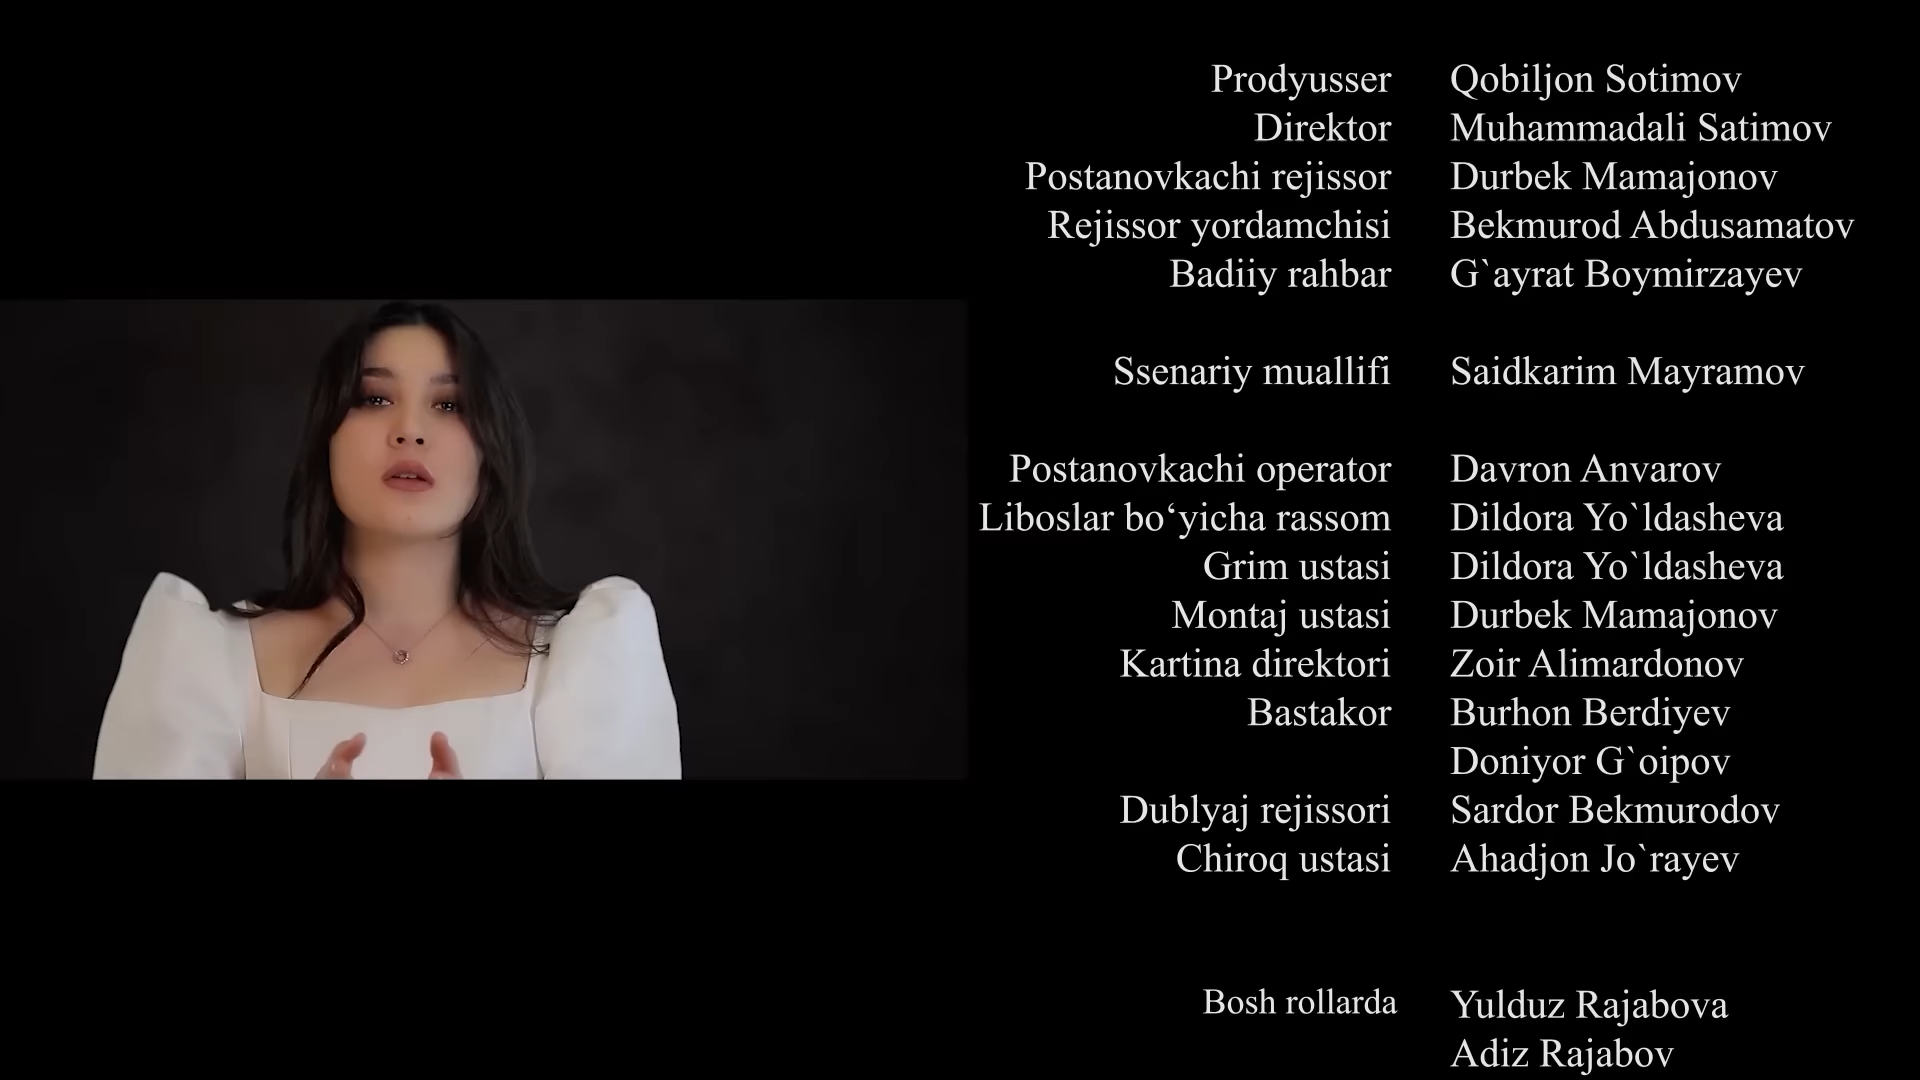 Prodyusser Qobiljon Sotimov
Direktor Muhammadali Satimov
Postanovkachi rejissor Durbek Mamajonov
Rejissor yordamchisi Bekmurod Abdusamatov
Badiiy rahbar G`ayrat Boymirzayev
Ssenariy muallifi Saidkarim Mayramov
Postanovkachi operator Davron Anvarov
Liboslar bo‘yicha rassom Dildora Yo`ldasheva
Grim ustasi Dildora Yo`ldasheva
Montaj ustasi Durbek Mamajonov
Kartina direktori Zoir Alimardonov
Bastakor Burhon Berdiyev
Doniyor G`oipov
Dublyaj rejissori Sardor Bekmurodov
Chiroq ustasi Ahadjon Jo`rayev
Bosh rollarda Yulduz Rajabova
Adiz Rajabov